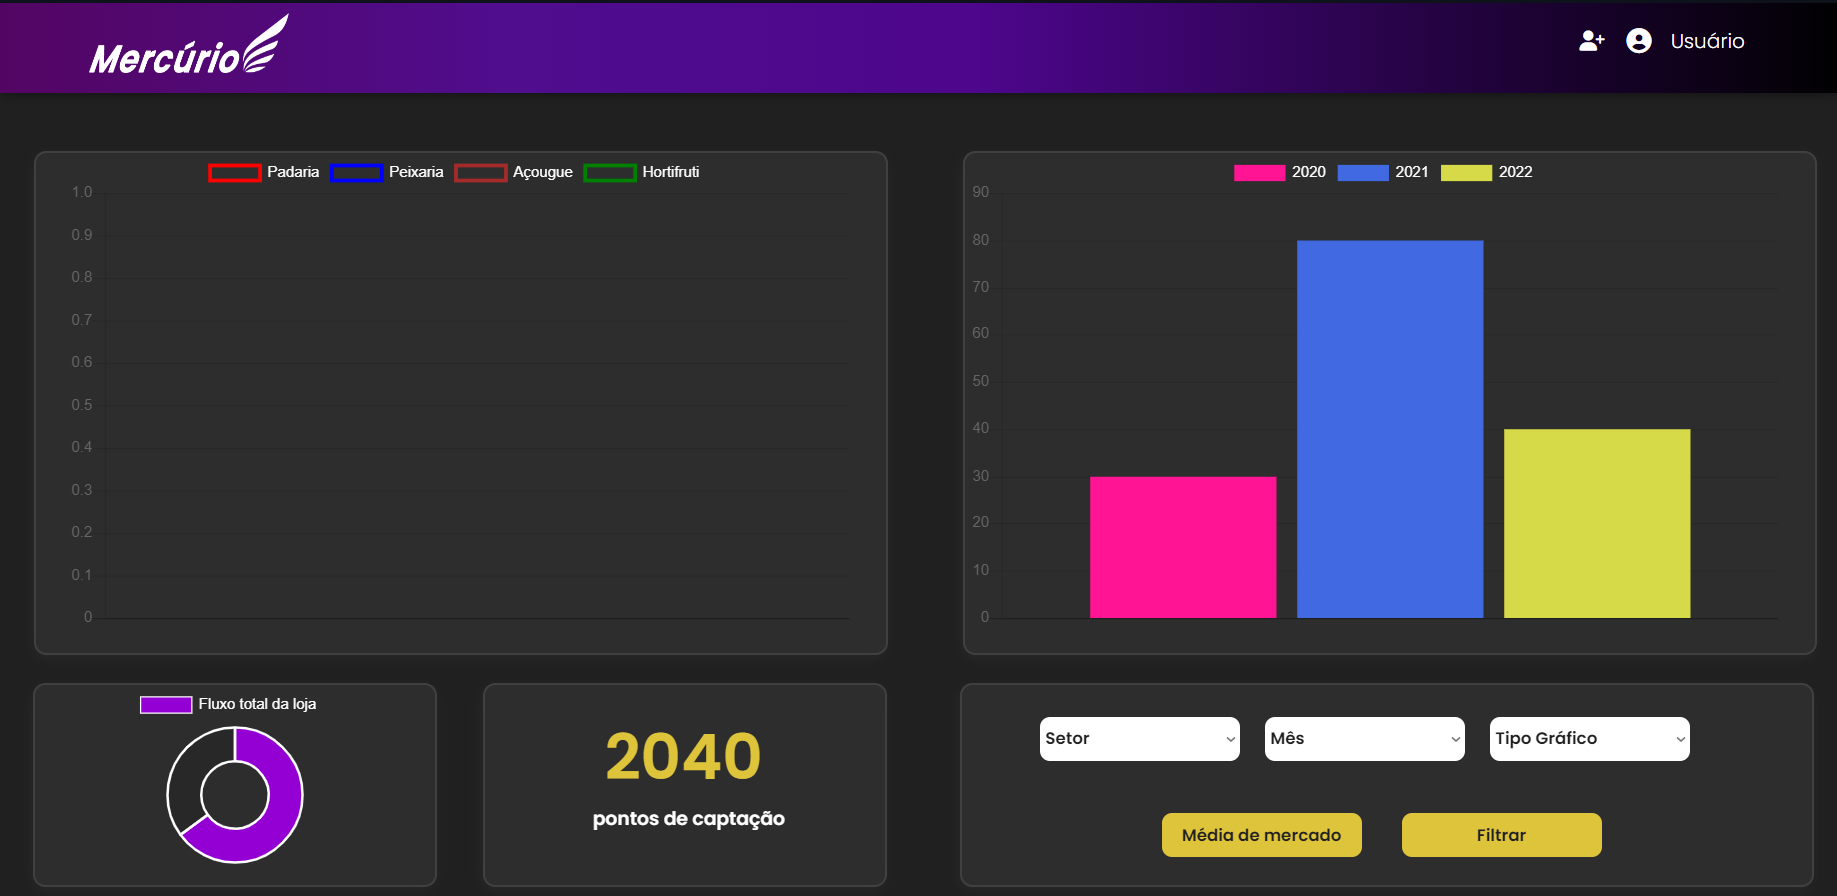 Mercúrio
Usuário
Padaria Peixaria Açougue Hortifruti
1.0
0.9
0.8
0.7
0.6
0.5
0.4
0.3
0.2
0.1
0
2020 2021 2022
90
80
70
60
50
40
30
20
10
0
Fluxo total da loja
2040
pontos de captação
Setor
Mês
Tipo Gráfico
Média de mercado
Filtrar